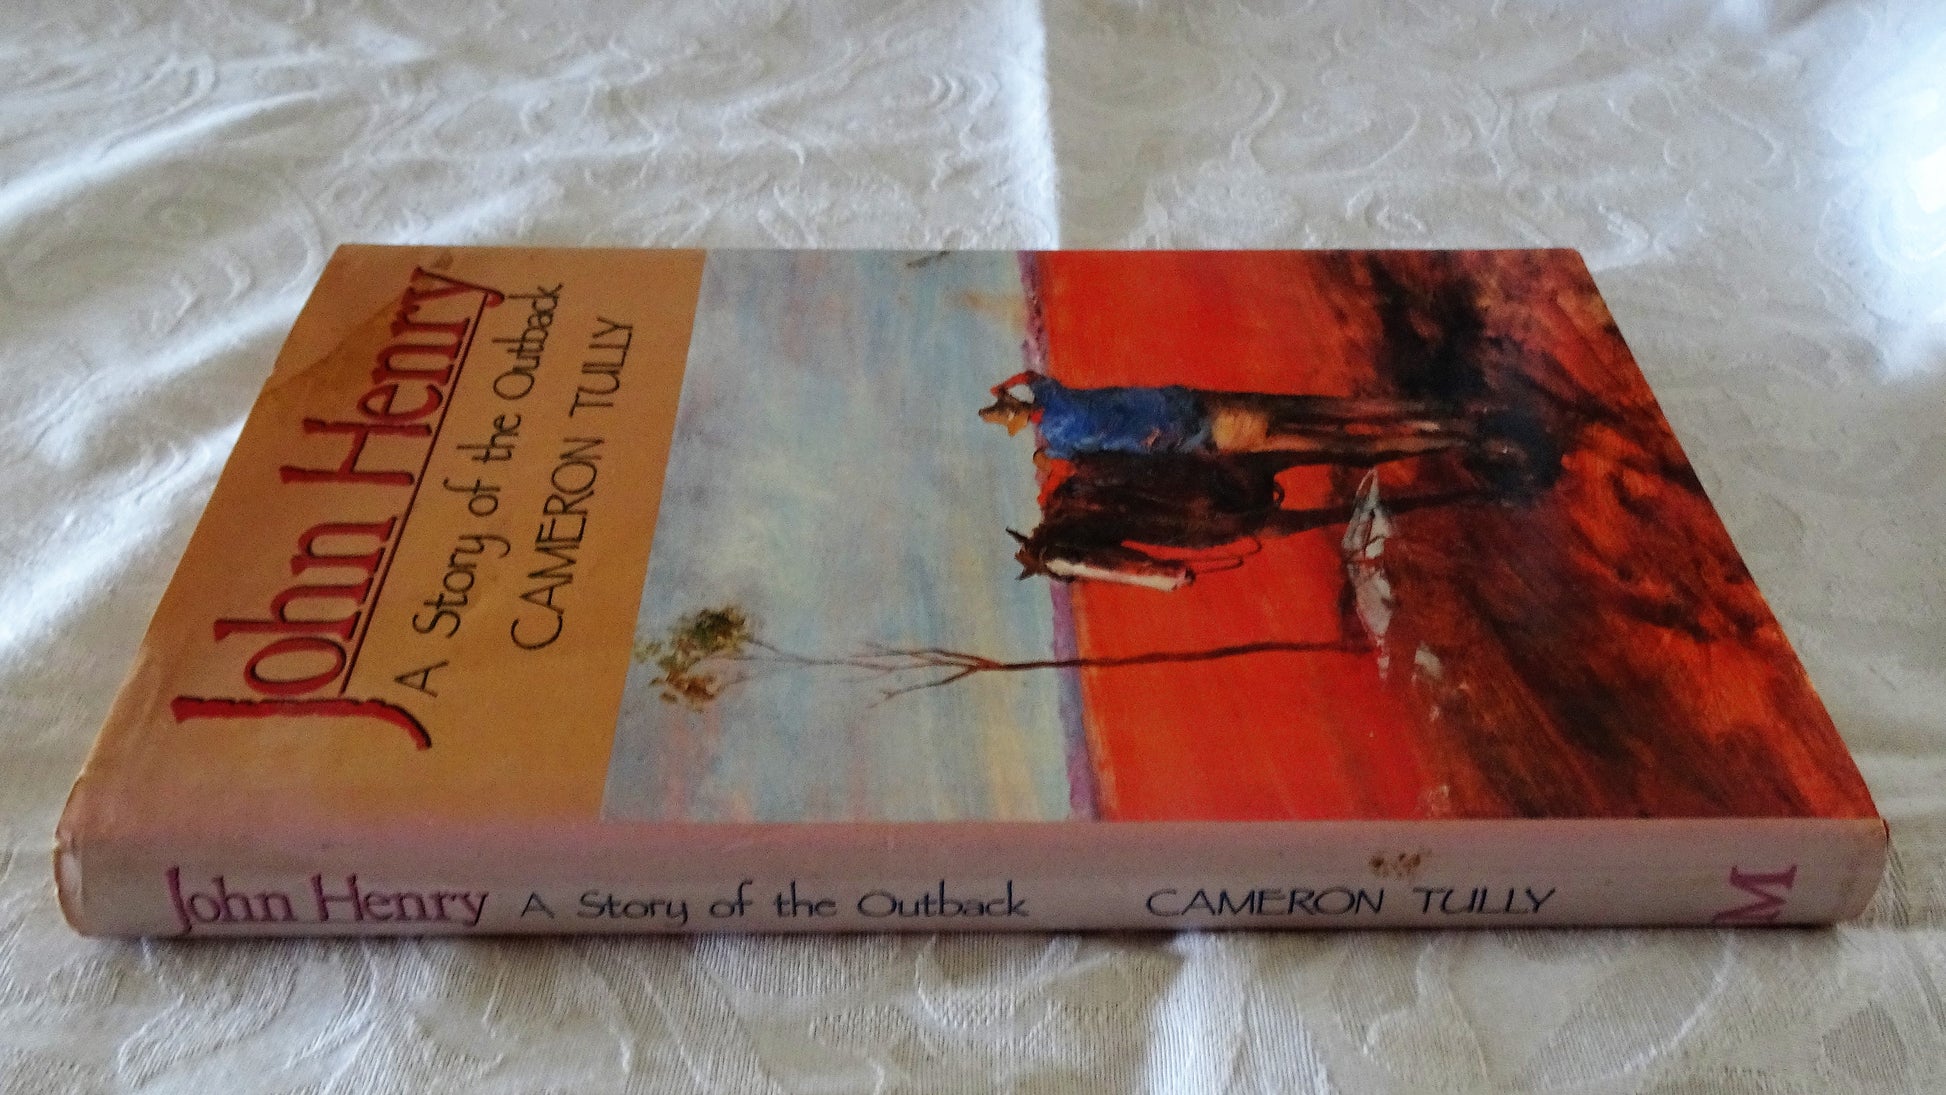 John Henry
A Story of the Outback
CAMERON TULLY
John Henry A Story of the Outback CAMERON TULLY M